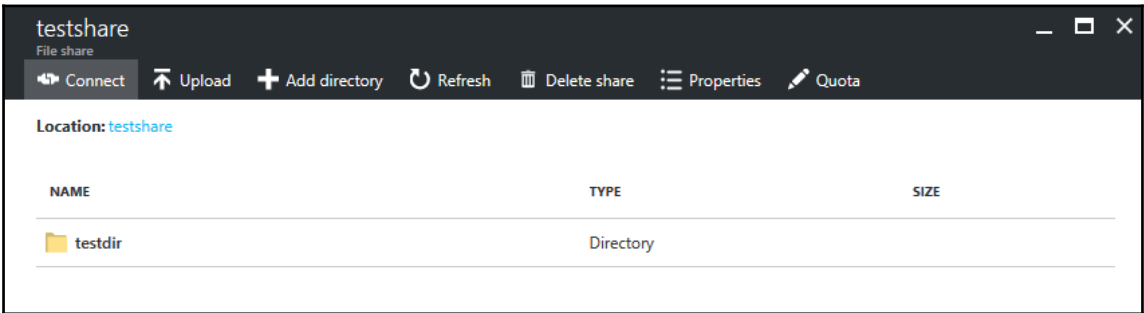 testshare
File share
Connect Upload Add directory Refresh Delete share Properties Quota
Location: testshare
NAME TYPE SIZE
testdir Directory